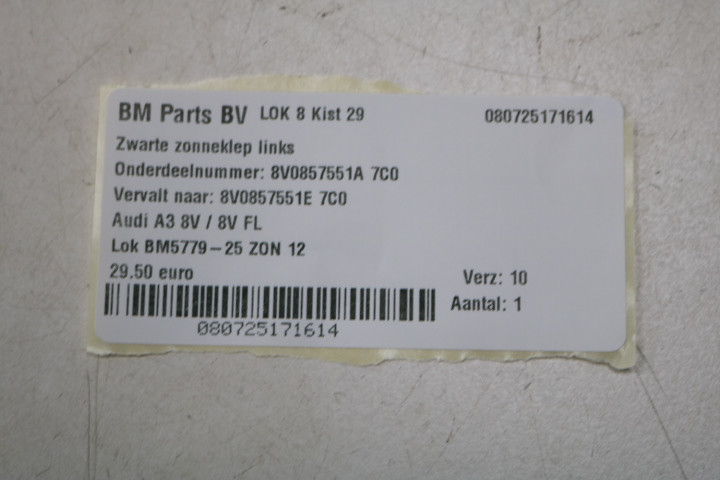 BM Parts BV LOK 8 Kist 29 080725171614
Zwarte zonneklep links
Onderdeelnummer: 8V0857551A 7C0
Vervalt naar: 8V0857551E 7C0
Audi A3 8V / 8V FL
Lok BM5779-25 ZON 12
29.50 euro Verz: 10
Aantal: 1
080725171614